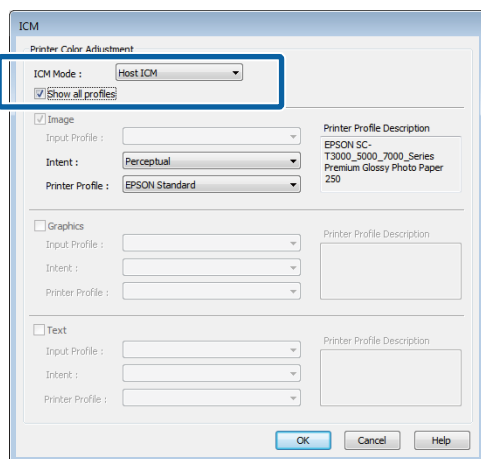 ICM
Printer Color Adjustment
ICM Mode : Host ICM
Show all profiles
Image
Input Profile :
Intent : Perceptual
Printer Profile : EPSON Standard
Printer Profile Description
EPSON SC-
T3000_5000_7000_Series
Premium Glossy Photo Paper
250
Graphics
Input Profile :
Intent :
Printer Profile :
Printer Profile Description
Text
Input Profile :
Intent :
Printer Profile :
Printer Profile Description
OK Cancel Help